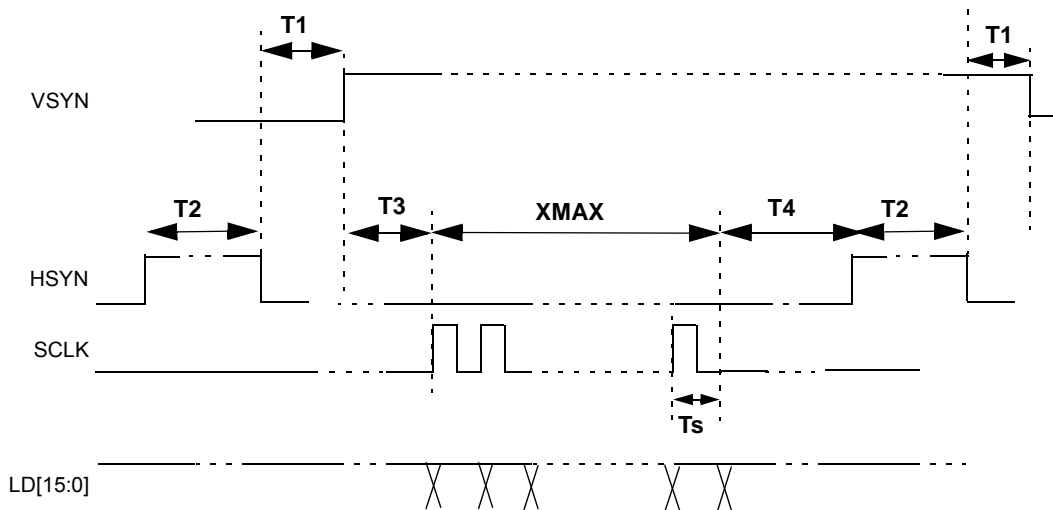 T1
T1
VSYN
T2
T3
XMAX
T4
T2
HSYN
SCLK
Ts
LD[15:0]